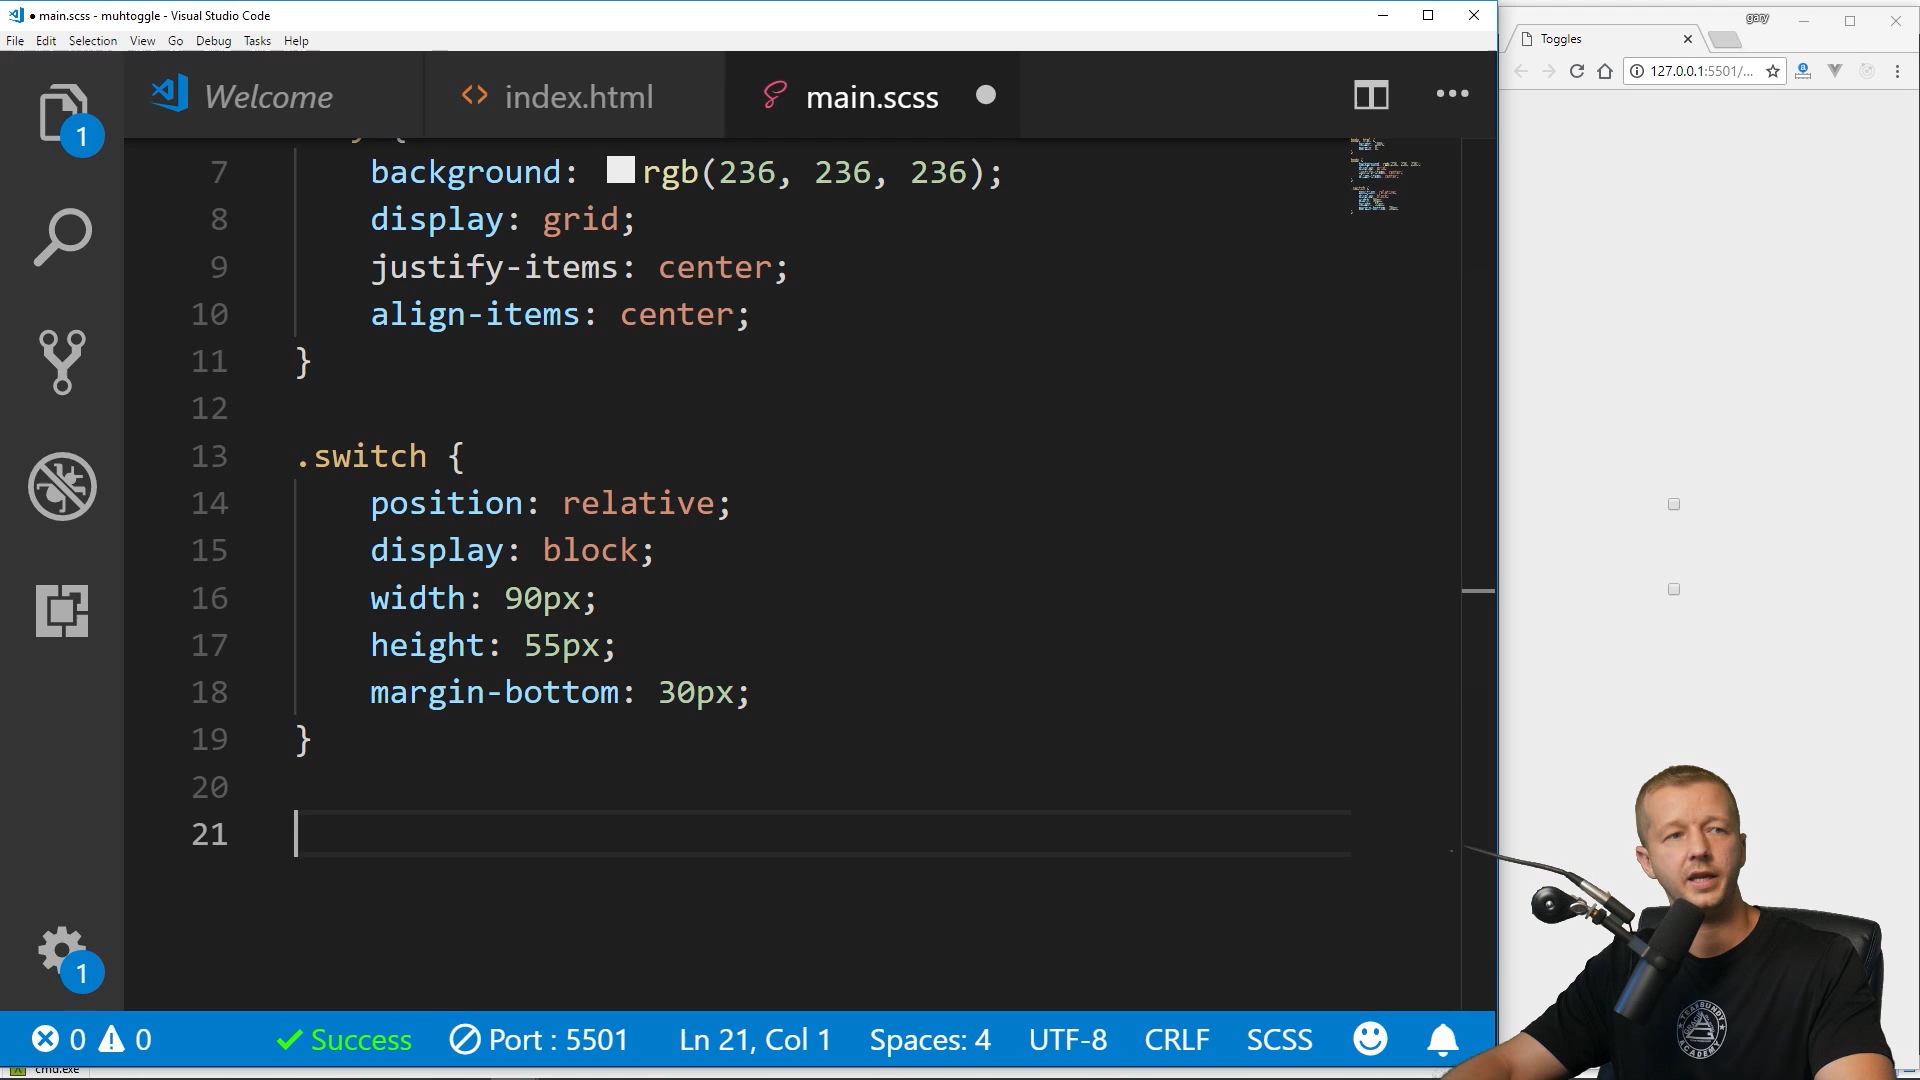 main.scss - muhtoggle - Visual Studio Code
File Edit Selection View Go Debug Tasks Help
gary
Toggles
127.0.0.1:5501/...
Welcome
index.html
main.scss
1
7 background: rgb(236, 236, 236);
8 display: grid;
9 justify-items: center;
10 align-items: center;
11 }
12
13 .switch {
14 position: relative;
15 display: block;
16 width: 90px;
17 height: 55px;
18 margin-bottom: 30px;
19 }
20
21
1
0 0 Success Port : 5501 Ln 21, Col 1 Spaces: 4 UTF-8 CRLF SCSS
cmd.exe
ACADEMY